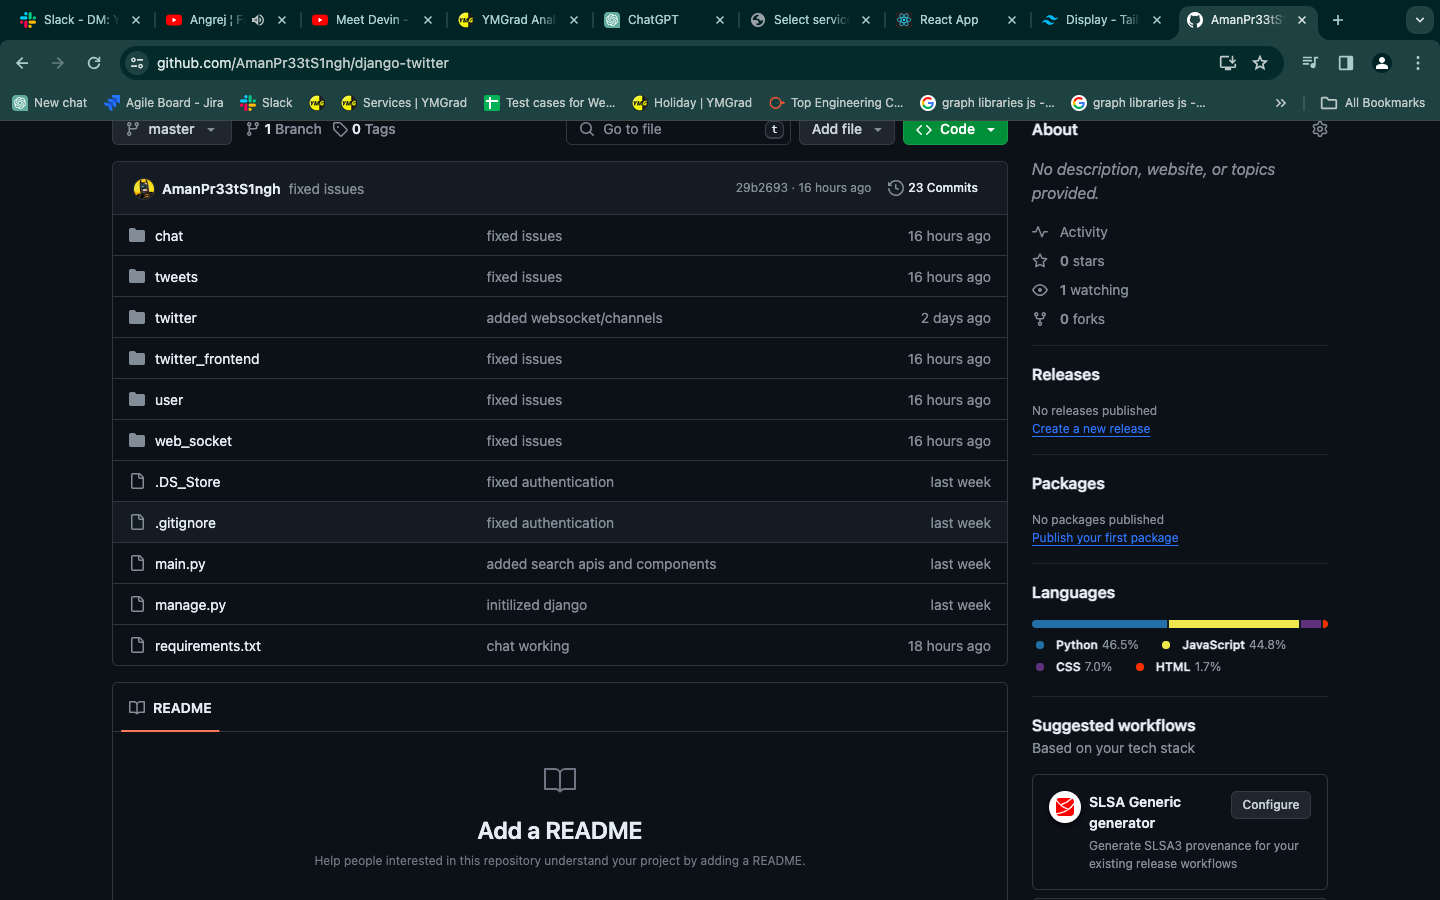 Slack - DM: Y
Angrej ¦ F
Meet Devin -
YMGrad Anal
ChatGPT
Select servic
React App
Display - Tail
AmanPr33tS
github.com/AmanPr33tS1ngh/django-twitter
New chat
Agile Board - Jira
Slack
Services | YMGrad
Test cases for We...
Holiday | YMGrad
Top Engineering C...
graph libraries js -...
graph libraries js -...
All Bookmarks
master
1 Branch
0 Tags
Go to file
t
Add file
Code
AmanPr33tS1ngh fixed issues 29b2693 · 16 hours ago 23 Commits
chat fixed issues 16 hours ago
tweets fixed issues 16 hours ago
twitter added websocket/channels 2 days ago
twitter_frontend fixed issues 16 hours ago
user fixed issues 16 hours ago
web_socket fixed issues 16 hours ago
.DS_Store fixed authentication last week
.gitignore fixed authentication last week
main.py added search apis and components last week
manage.py initilized django last week
requirements.txt chat working 18 hours ago
README
Add a README
Help people interested in this repository understand your project by adding a README.
About
No description, website, or topics
provided.
Activity
0 stars
1 watching
0 forks
Releases
No releases published
Create a new release
Packages
No packages published
Publish your first package
Languages
Python 46.5% JavaScript 44.8%
CSS 7.0% HTML 1.7%
Suggested workflows
Based on your tech stack
SLSA Generic
generator
Configure
Generate SLSA3 provenance for your
existing release workflows